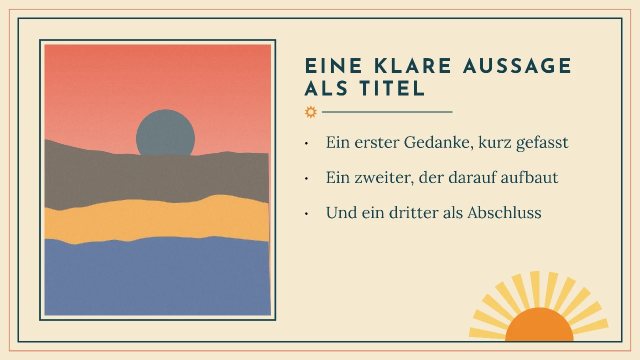 EINE KLARE AUSSAGE
ALS TITEL
• Ein erster Gedanke, kurz gefasst
• Ein zweiter, der darauf aufbaut
• Und ein dritter als Abschluss